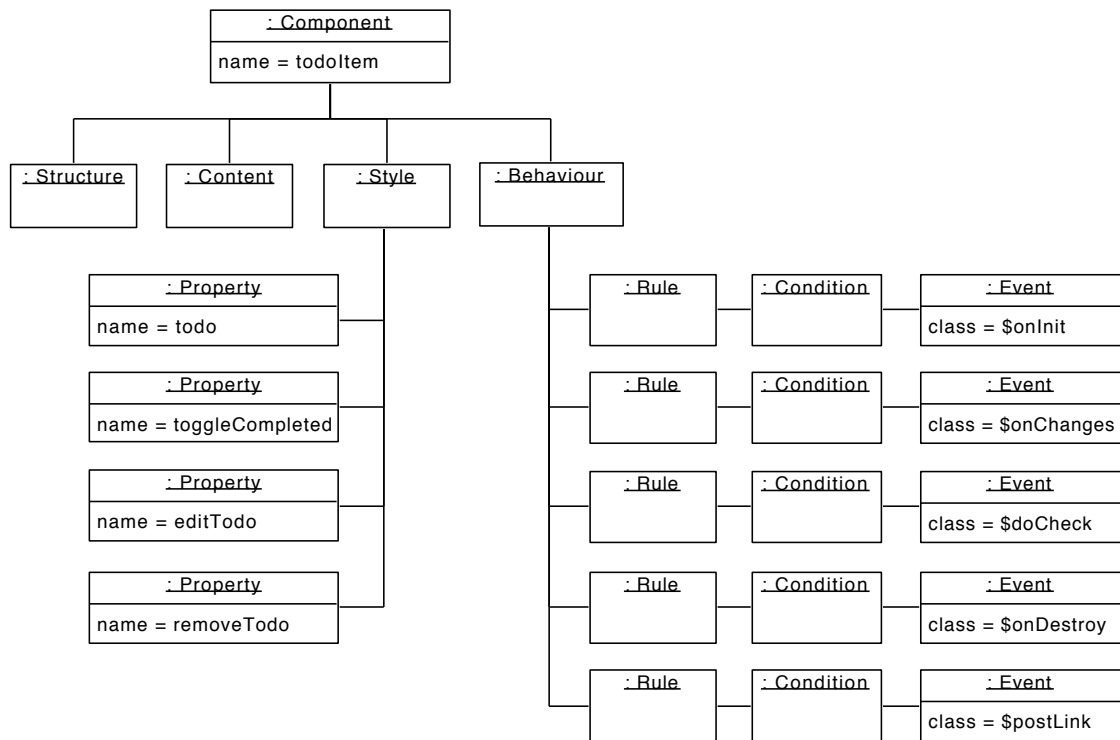 : Component
name = todoItem
: Structure
: Content
: Style
: Behaviour
: Property
name = todo
: Property
name = toggleCompleted
: Property
name = editTodo
: Property
name = removeTodo
: Rule
: Condition
: Event
class = $onInit
: Rule
: Condition
: Event
class = $onChanges
: Rule
: Condition
: Event
class = $doCheck
: Rule
: Condition
: Event
class = $onDestroy
: Rule
: Condition
: Event
class = $postLink